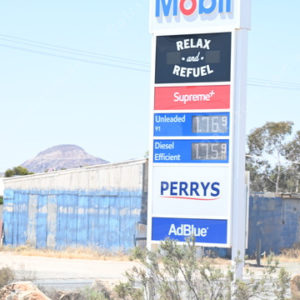 Mobil
RELAX
and
REFUEL
Supreme+
Unleaded
91
176.9
Diesel
Efficient
175.9
PERRYS
AdBlue